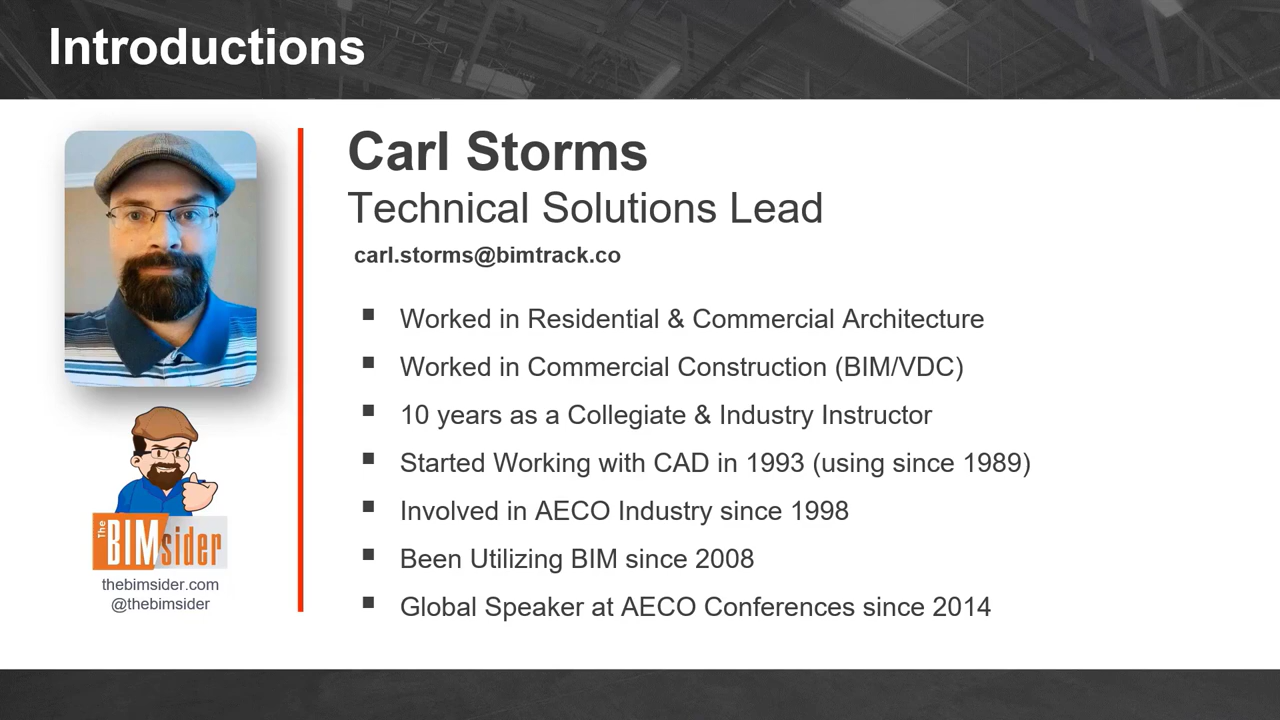 Introductions
Carl Storms
Technical Solutions Lead
carl.storms@bimtrack.co
▪ Worked in Residential & Commercial Architecture
▪ Worked in Commercial Construction (BIM/VDC)
▪ 10 years as a Collegiate & Industry Instructor
▪ Started Working with CAD in 1993 (using since 1989)
▪ Involved in AECO Industry since 1998
▪ Been Utilizing BIM since 2008
▪ Global Speaker at AECO Conferences since 2014
The BIMsider
thebimsider.com
@thebimsider